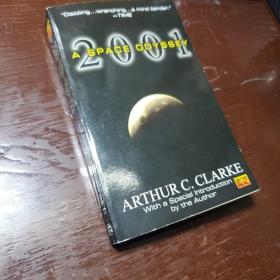 "Dazzling...wrenching...a mind bender."
—TIME
2001
A SPACE ODYSSEY
ARTHUR C. CLARKE
With a Special Introduction
by the Author